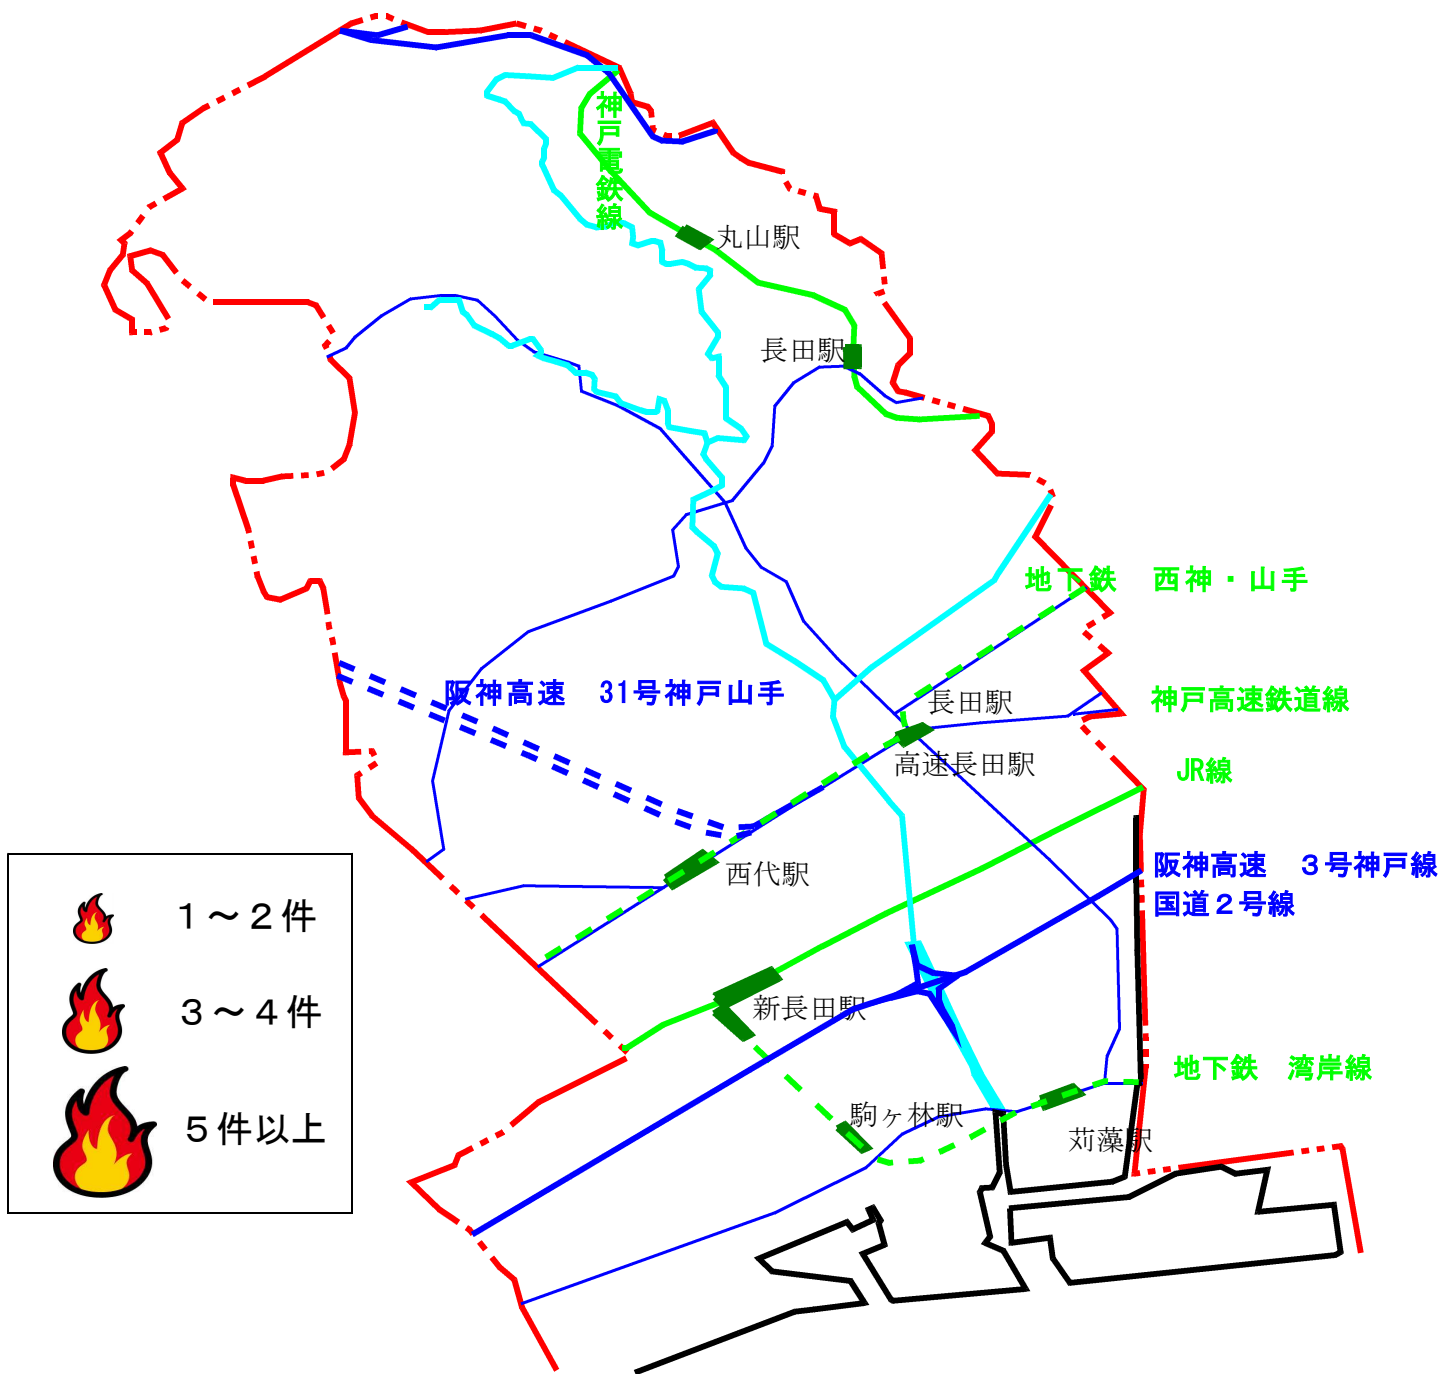 神戸電鉄線
丸山駅
長田駅
地下鉄　西神・山手
阪神高速　31号神戸山手
長田駅
神戸高速鉄道線
高速長田駅
JR線
西代駅
阪神高速　３号神戸線
国道２号線
新長田駅
地下鉄　湾岸線
駒ヶ林駅
苅藻駅
１～２件
３～４件
５件以上